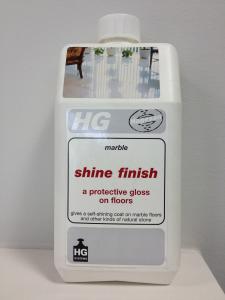 HG
marble
shine finish
a protective gloss
on floors
gives a self-shining coat on marble floors
and other kinds of natural stone
HG
SYSTEMS